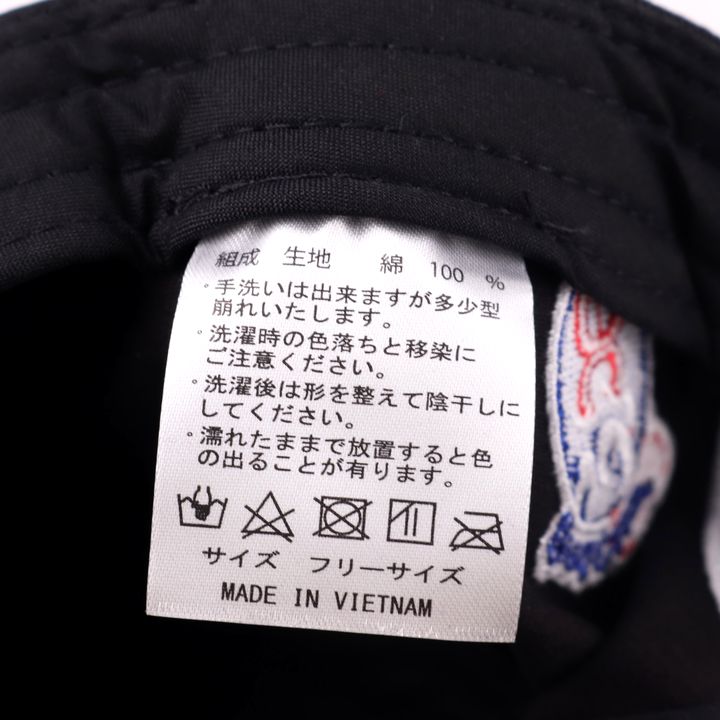 組成 生地 綿 100 %
・手洗いは出来ますが多少型
崩れいたします。
・洗濯時の色落ちと移染に
ご注意ください。
・洗濯後は形を整えて陰干しに
してください。
・濡れたままで放置すると色
の出ることが有ります。
サイズ フリーサイズ
MADE IN VIETNAM